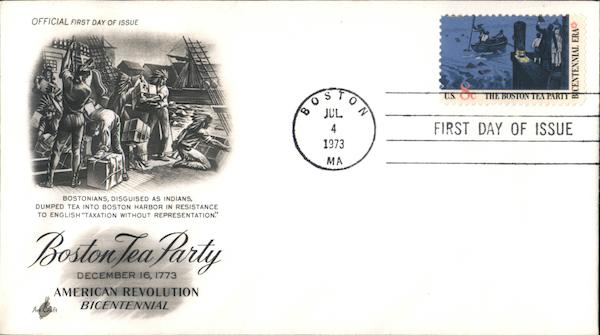 OFFICIAL FIRST DAY OF ISSUE
BOSTONIANS, DISGUISED AS INDIANS,
DUMPED TEA INTO BOSTON HARBOR IN RESISTANCE
TO ENGLISH "TAXATION WITHOUT REPRESENTATION."
Boston Tea Party
DECEMBER 16, 1773
AMERICAN REVOLUTION
BICENTENNIAL
Art Craft
BOSTON
JUL
4
1973
MA
U.S. 8c THE BOSTON TEA PARTY
BICENTENNIAL ERA
FIRST DAY OF ISSUE